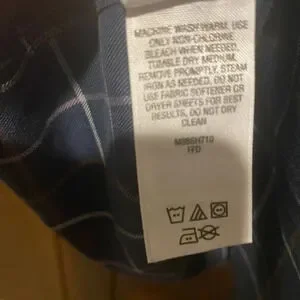 MACHINE WASH WARM, USE
ONLY NON-CHLORINE
BLEACH WHEN NEEDED.
TUMBLE DRY MEDIUM,
REMOVE PROMPTLY, STEAM
IRON AS NEEDED. DO NOT
USE FABRIC SOFTENER OR
DRYER SHEETS FOR BEST
RESULTS. DO NOT DRY
CLEAN
M986H710
FFD